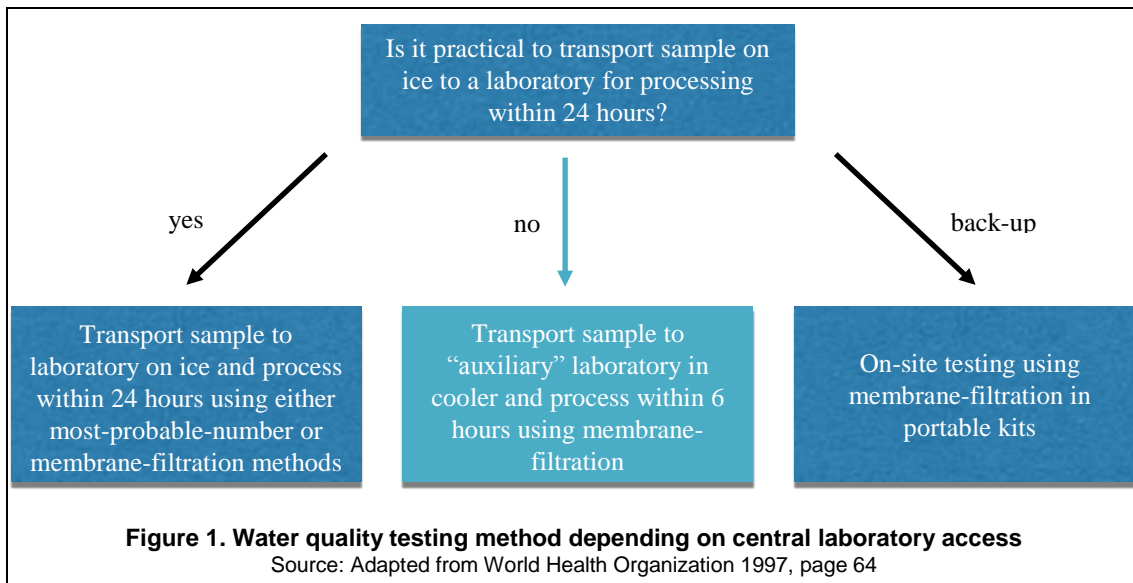 Is it practical to transport sample on
ice to a laboratory for processing
within 24 hours?
yes
no
back-up
Transport sample to
laboratory on ice and process
within 24 hours using either
most-probable-number or
membrane-filtration methods
Transport sample to
“auxiliary” laboratory in
cooler and process within 6
hours using membrane-
filtration
On-site testing using
membrane-filtration in
portable kits
Figure 1. Water quality testing method depending on central laboratory access
Source: Adapted from World Health Organization 1997, page 64